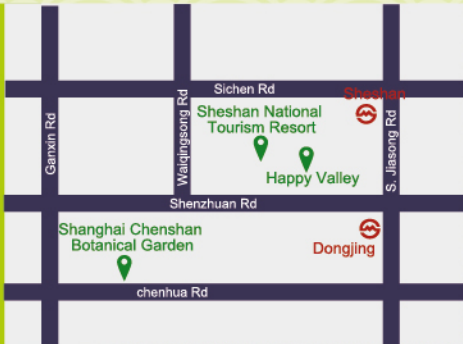 Sichen Rd
Sheshan
Sheshan National
Tourism Resort
Ganxin Rd
Waiqingsong Rd
S. Jiasong Rd
Happy Valley
Shenzhuan Rd
Shanghai Chenshan
Botanical Garden
Dongjing
chenhua Rd